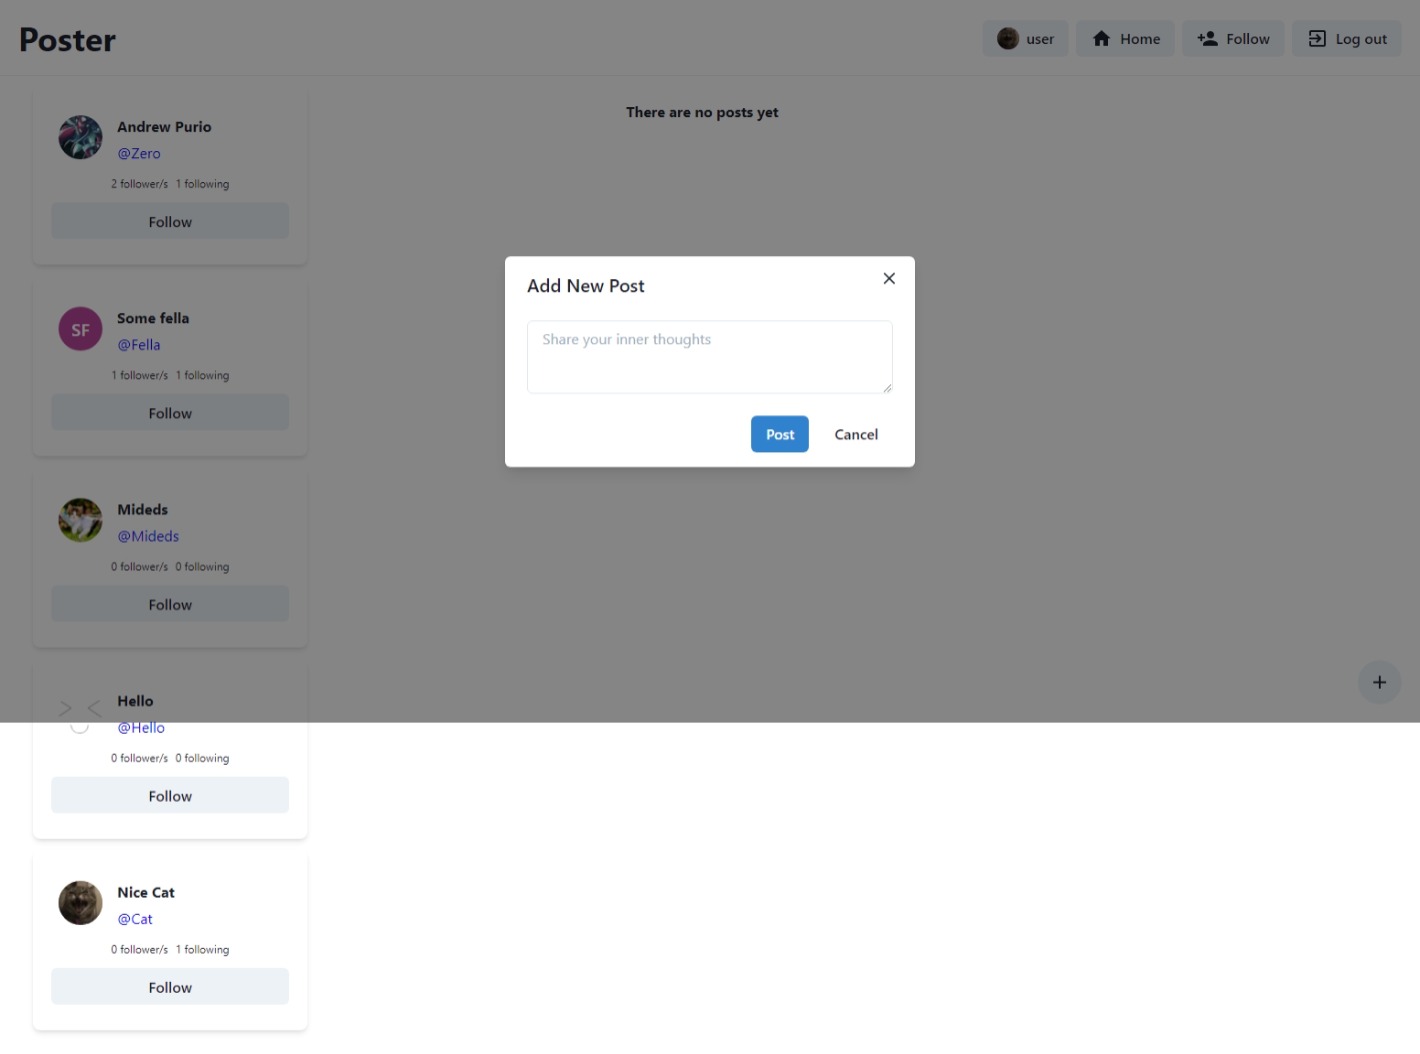 Poster
user
Home
Follow
Log out
Andrew Purio
@Zero
2 follower/s 1 following
Follow
Some fella
SF
@Fella
1 follower/s 1 following
Follow
Mideds
@Mideds
0 follower/s 0 following
Follow
Hello
@Hello
0 follower/s 0 following
Follow
Nice Cat
@Cat
0 follower/s 1 following
Follow
There are no posts yet
Add New Post
Share your inner thoughts
Post
Cancel